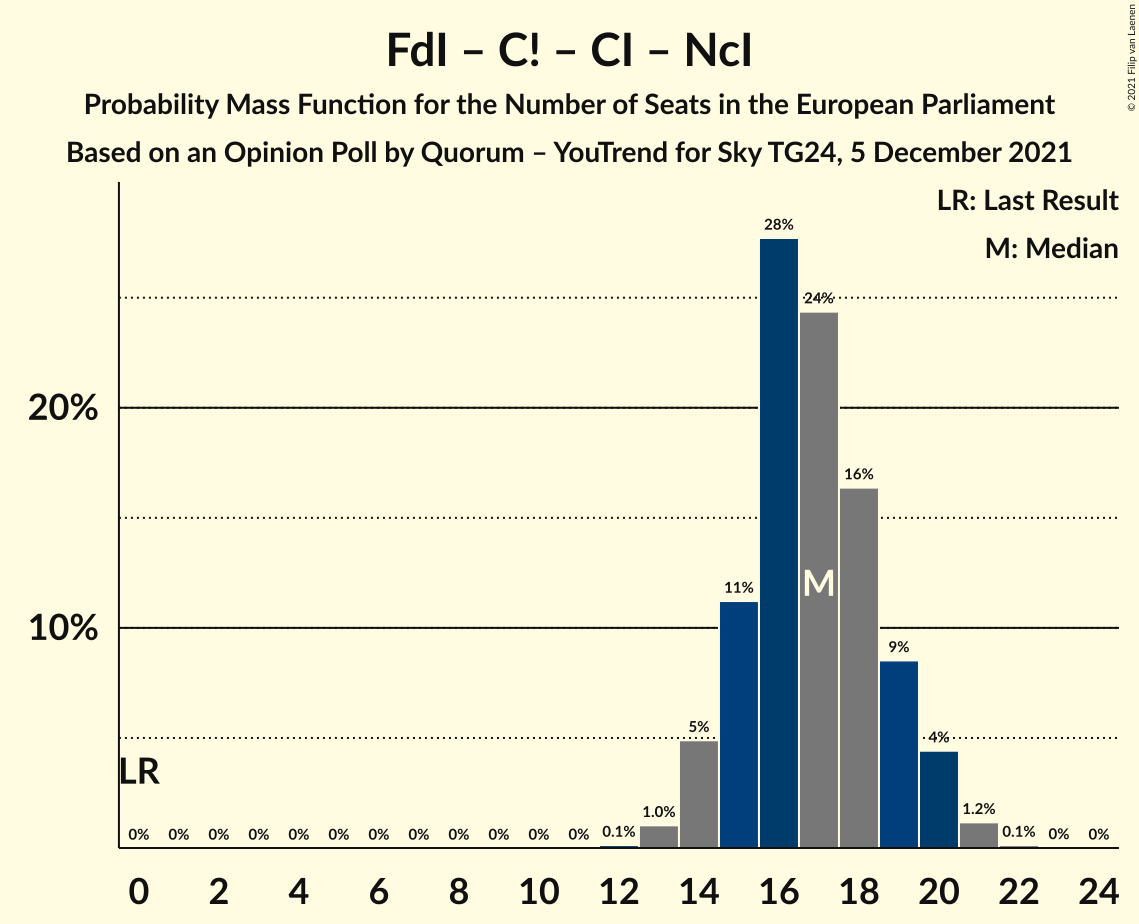 FdI – C! – CI – NcI
Probability Mass Function for the Number of Seats in the European Parliament
Based on an Opinion Poll by Quorum – YouTrend for Sky TG24, 5 December 2021
© 2021 Filip van Laenen
LR: Last Result
M: Median
28%
24%
20%
16%
M
11%
10%
9%
5%
4%
LR
0% 0% 0% 0% 0% 0% 0% 0% 0% 0% 0% 0% 0.1% 1.0% 1.2% 0.1% 0% 0%
0 2 4 6 8 10 12 14 16 18 20 22 24